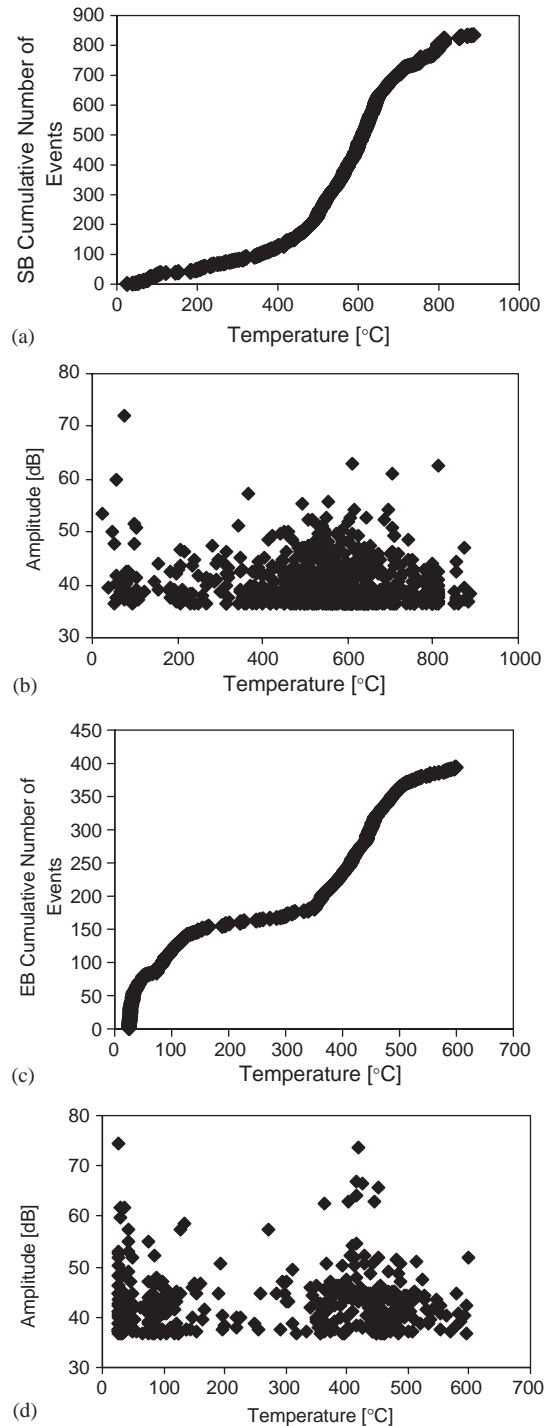 SB Cumulative Number of
Events
900
800
700
600
500
400
300
200
100
0
0 200 400 600 800 1000
Temperature [°C]
(a)
Amplitude [dB]
80
70
60
50
40
30
0 200 400 600 800 1000
Temperature [°C]
(b)
EB Cumulative Number of
Events
450
400
350
300
250
200
150
100
50
0
0 100 200 300 400 500 600 700
Temperature [°C]
(c)
Amplitude [dB]
80
70
60
50
40
30
0 100 200 300 400 500 600 700
Temperature [°C]
(d)